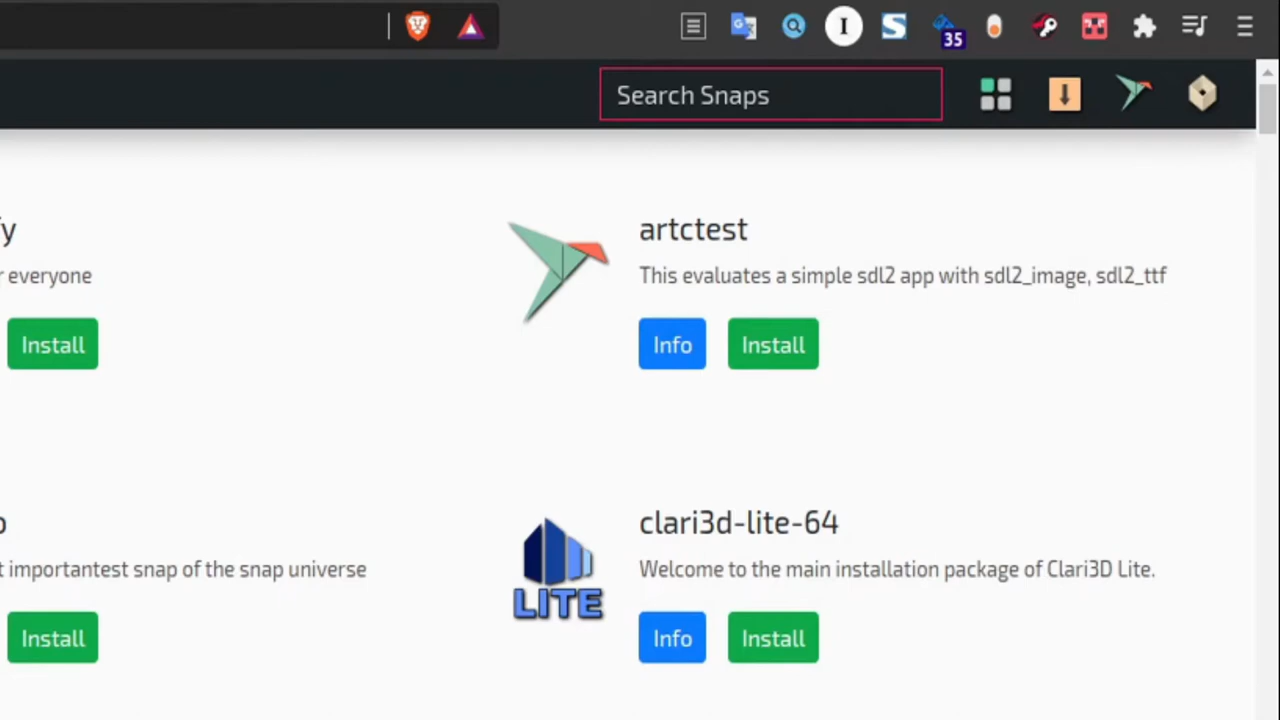 I
S
35
Search Snaps
fy
r everyone
Install
artctest
This evaluates a simple sdl2 app with sdl2_image, sdl2_ttf
Info
Install
o
t importantest snap of the snap universe
Install
LITE
clari3d-lite-64
Welcome to the main installation package of Clari3D Lite.
Info
Install